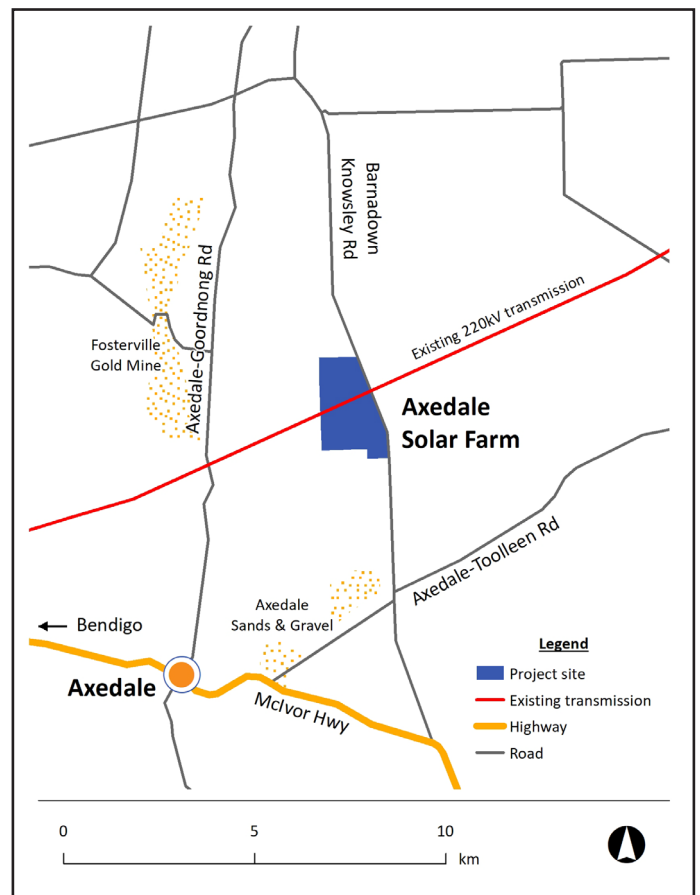 Barnadown
Knowsley Rd
Axedale-Goordnong Rd
Existing 220kV transmission
Fosterville
Gold Mine
Axedale
Solar Farm
Axedale-Toolleen Rd
Axedale
Sands & Gravel
Bendigo
Axedale
McIvor Hwy
Legend
Project site
Existing transmission
Highway
Road
0 5 10
km